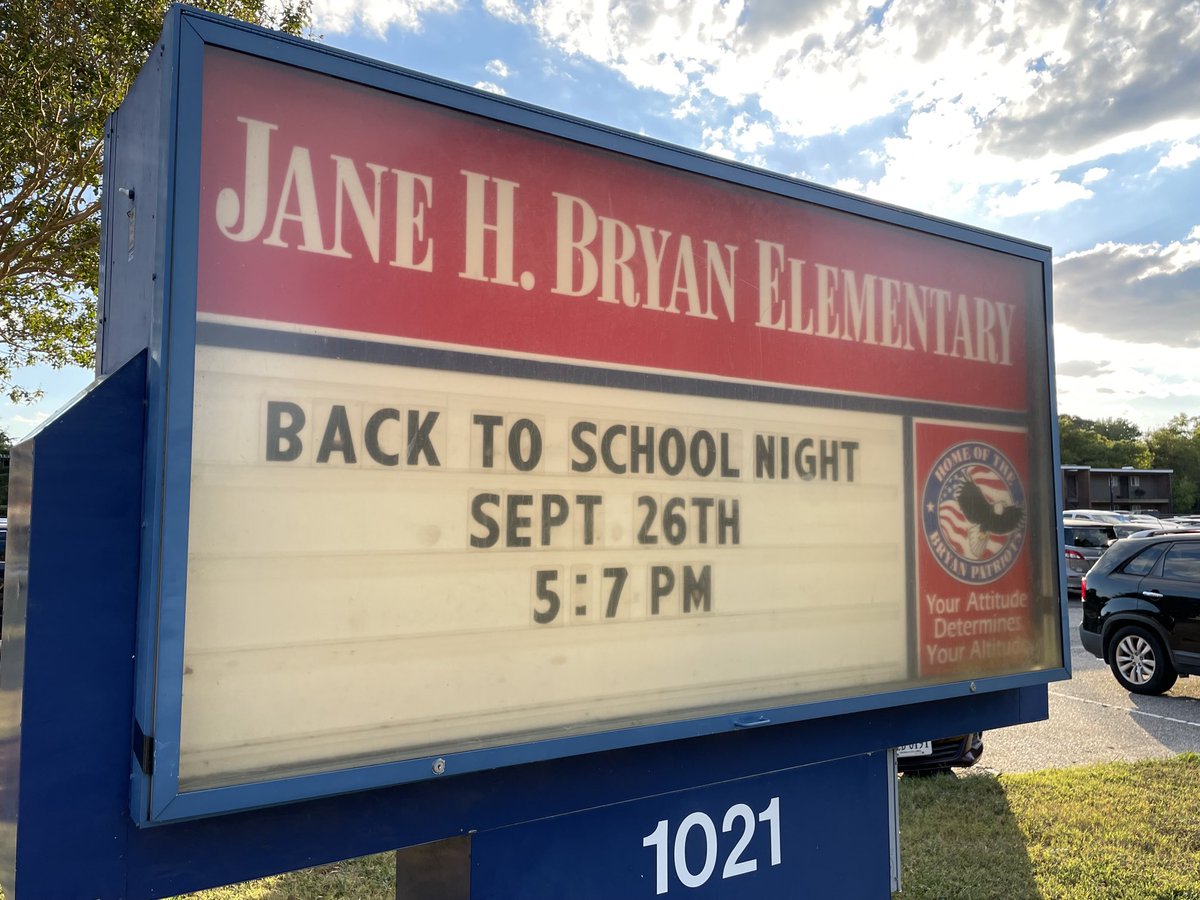 JANE H. BRYAN ELEMENTARY
BACK TO SCHOOL NIGHT
SEPT 26TH
5:7 PM
HOME OF THE
BRYAN PATRIOTS
Your Attitude
Determines
Your Altitude
1021